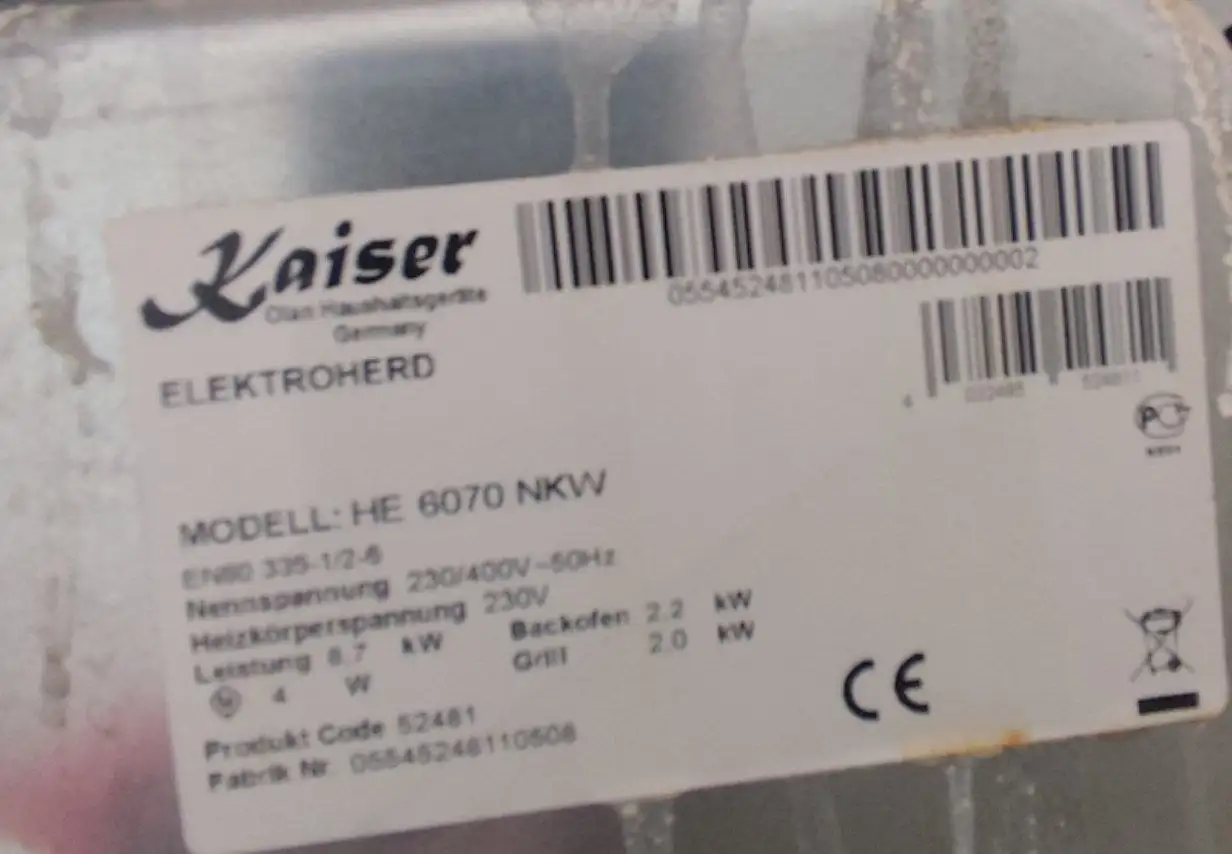 Kaiser
Olan Haushaltsgeräte
Germany
ELEKTROHERD
0554524811050800000000002
MODELL: HE 6070 NKW
EN60 335-1/2-6
Nennspannung 230/400V~50Hz
Heizkörperspannung 230V
Leistung 8.7 kW Backofen 2.2 kW
4 W Grill 2.0 kW
Produkt Code 52481
Fabrik Nr. 05545248110508
CE